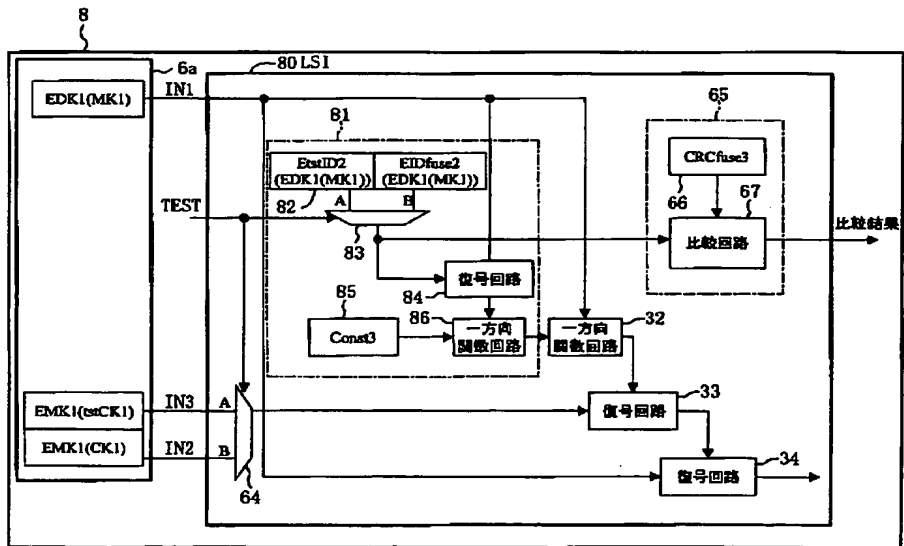 8
6a
80 LSI
EDK1(MK1)
IN1
81
65
EtstID2
(EDK1(MK1))
EIDfuse2
(EDK1(MK1))
CRCfuse3
82
A
B
66
67
TEST
83
比較回路
比較結果
復号回路
84
85
Const3
86
一方向
関数回路
一方向
関数回路
32
EMK1(tstCK1)
IN3
A
復号回路
33
EMK1(CK1)
IN2
B
64
復号回路
34